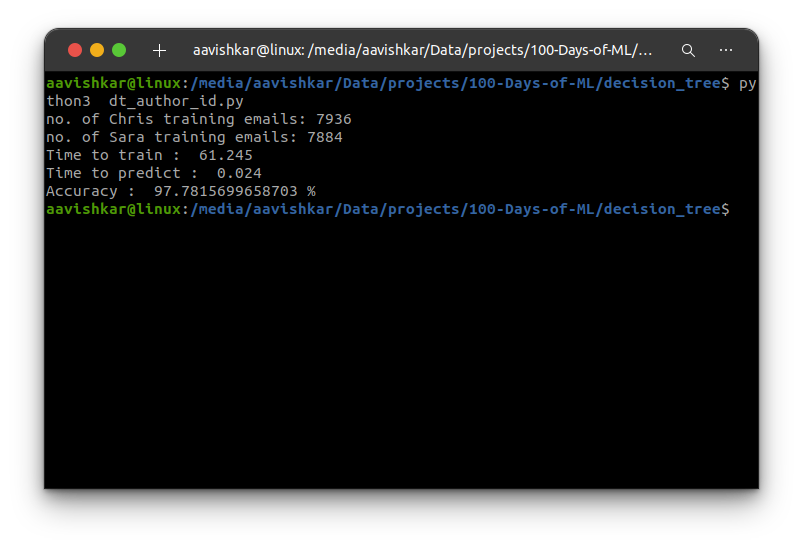 aavishkar@linux: /media/aavishkar/Data/projects/100-Days-of-ML/...
aavishkar@linux:/media/aavishkar/Data/projects/100-Days-of-ML/decision_tree$ py
thon3  dt_author_id.py
no. of Chris training emails: 7936
no. of Sara training emails: 7884
Time to train :  61.245
Time to predict :  0.024
Accuracy :  97.7815699658703 %
aavishkar@linux:/media/aavishkar/Data/projects/100-Days-of-ML/decision_tree$